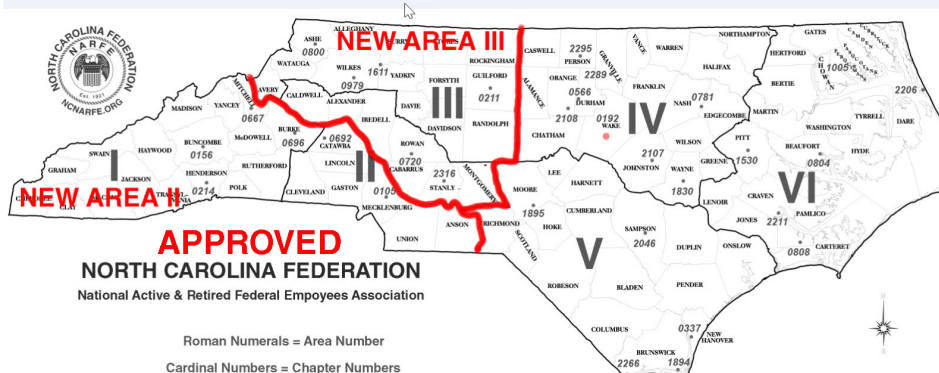 NORTH CAROLINA FEDERATION
NARFE
EST. 1921
NCNARFE.ORG
NEW AREA III
NEW AREA II
APPROVED
NORTH CAROLINA FEDERATION
National Active & Retired Federal Empoyees Association
Roman Numerals = Area Number
Cardinal Numbers = Chapter Numbers
I
II
III
IV
V
VI
ALLEGHANY
ASHE
0800
WATAUGA
WILKES
0979
1611
YADKIN
ROCKINGHAM
FORSYTH
GUILFORD
0211
DAVIE
DAVIDSON
RANDOLPH
AVERY
MITCHELL
0667
CALDWELL
ALEXANDER
IREDELL
MADISON
YANCEY
McDOWELL
BURKE
0696
0692
CATAWBA
ROWAN
0720
CABARRUS
BUNCOMBE
0156
HAYWOOD
SWAIN
GRAHAM
JACKSON
HENDERSON
0214
RUTHERFORD
POLK
CLEVELAND
LINCOLN
GASTON
0105
MECKLENBURG
2316
STANLY
MONTGOMERY
UNION
ANSON
RICHMOND
CASWELL
ALAMANCE
2295
PERSON
2289
GRANVILLE
VANCE
WARREN
NORTHAMPTON
HALIFAX
ORANGE
0566
DURHAM
2108
0192
WAKE
FRANKLIN
NASH
0781
EDGECOMBE
CHATHAM
WILSON
2107
JOHNSTON
WAYNE
1830
GREENE
LEE
HARNETT
MOORE
1895
CUMBERLAND
HOKE
SCOTLAND
SAMPSON
2046
DUPLIN
ONSLOW
ROBESON
BLADEN
PENDER
COLUMBUS
0337
NEW
HANOVER
BRUNSWICK
2266
1894
GATES
HERTFORD
BERTIE
CHOWAN
1005
2206
MARTIN
WASHINGTON
TYRRELL
DARE
PITT
1530
BEAUFORT
0804
HYDE
LENOIR
CRAVEN
JONES
2211
PAMLICO
0808
CARTERET